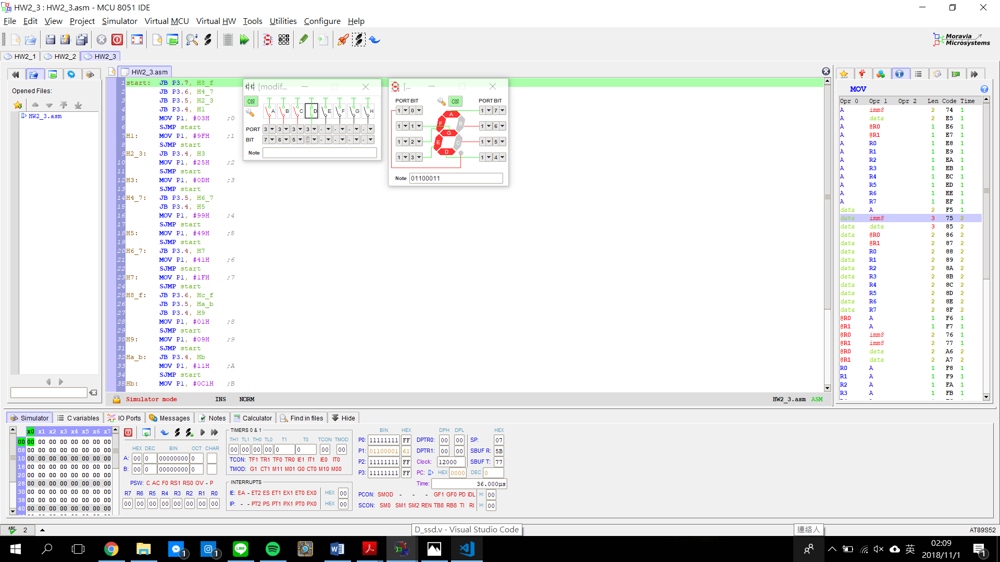 HW2_3 : HW2_3.asm - MCU 8051 IDE
File Edit View Project Simulator Virtual MCU Virtual HW Tools Utilities Configure Help
Moravia Microsystems
HW2_1 HW2_2 HW2_3
Opened Files:
HW2_3.asm
HW2_3.asm
1 start: JB P3.7, H8_f
2 JB P3.6, H4_7
3 JB P3.5, H2_3
4 JB P3.4, H1
5 MOV P1, #03H ;0
6 SJMP start
7 H1: MOV P1, #9FH ;1
8 SJMP start
9 H2_3: JB P3.4, H3
10 MOV P1, #25H ;2
11 SJMP start
12 H3: MOV P1, #0DH ;3
13 SJMP start
14 H4_7: JB P3.5, H6_7
15 JB P3.4, H5
16 MOV P1, #99H ;4
17 SJMP start
18 H5: MOV P1, #49H ;5
19 SJMP start
20 H6_7: JB P3.4, H7
21 MOV P1, #41H ;6
22 SJMP start
23 H7: MOV P1, #1FH ;7
24 SJMP start
25 H8_f: JB P3.6, Hc_f
26 JB P3.5, Ha_b
27 JB P3.4, H9
28 MOV P1, #01H ;8
29 SJMP start
30 H9: MOV P1, #09H ;9
31 SJMP start
32 Ha_b: JB P3.4, Hb
33 MOV P1, #11H ;A
34 SJMP start
35 Hb: MOV P1, #0C1H ;B
[modif...
ON
A B C D E F G H
PORT 3 3 3 3 - - - -
BIT 7 6 5 4 - - - -
Note
[...
PORT BIT ON PORT BIT
1 0 A 1 7
1 1 F B G 1 6
1 2 E C 1 5
1 3 D 1 4
Note 01100011
MOV
Opr 0 Opr 1 Opr 2 Len Code Time
A imm8 2 74 1
A data 2 E5 1
A @R0 1 E6 1
A @R1 1 E7 1
A R0 1 E8 1
A R1 1 E9 1
A R2 1 EA 1
A R3 1 EB 1
A R4 1 EC 1
A R5 1 ED 1
A R6 1 EE 1
A R7 1 EF 1
data A 2 F5 1
data imm8 3 75 2
data data 3 85 2
data @R0 2 86 2
data @R1 2 87 2
data R0 2 88 2
data R1 2 89 2
data R2 2 8A 2
data R3 2 8B 2
data R4 2 8C 2
data R5 2 8D 2
data R6 2 8E 2
data R7 2 8F 2
@R0 A 1 F6 1
@R1 A 1 F7 1
@R0 imm8 2 76 1
@R1 imm8 2 77 1
@R0 data 2 A6 2
@R1 data 2 A7 2
R0 A 1 F8 1
R1 A 1 F9 1
R2 A 1 FA 1
R3 A 1 FB 1
Simulator mode INS NORM HW2_3.asm ASM
Simulator C variables IO Ports Messages Notes Calculator Find in files Hide
x0 x1 x2 x3 x4 x5 x6 x7
00 00 00 00 00 00 00 00 00
08 00 00 00 00 00 00 00 00
10 00 00 00 00 00 00 00 00
18 00 00 00 00 00 00 00 00
20 00 00 00 00 00 00 00 00
28 00 00 00 00 00 00 00 00
30 00 00 00 00 00 00 00 00
38 00 00 00 00 00 00 00 00
40 00 00 00 00 00 00 00 00
HEX DEC BIN OCT CHAR
A: 00 0 00000000 0
B: 00 0 00000000 0
PSW: C AC F0 RS1 RS0 OV - P
R7 R6 R5 R4 R3 R2 R1 R0
00 00 00 00 00 00 00 00
TIMERS 0 & 1
TH1 TL1 TH0 TL0 T1 T0 TCON TMOD
00 00 00 00 0 0 00 00
TCON: TF1 TR1 TF0 TR0 IE1 IT1 IE0 IT0
TMOD: G1 CT1 M11 M01 G0 CT0 M10 M00
INTERRUPTS
IE: EA - ET2 ES ET1 EX1 ET0 EX0 HEX 00
IP: - - PT2 PS PT1 PX1 PT0 PX0 HEX 00
BIN HEX
P0: 11111111 FF
P1: 01100001 61
P2: 11111111 FF
P3: 11111111 FF
DPH DPL HEX
DPTR0: 00 00 SP: 07
DPTR1: 00 00 SBUF R: 5B
Clock: 12000 SBUF T: 77
PC: HEX 0000 DEC 0
Time: 36.000µs
PCON: SMOD - - - GF1 GF0 PD IDL H: 00
SCON: SM0 SM1 SM2 REN TB8 RB8 TI RI H: 00
ABC 2
AT89S52
D_ssd.v - Visual Studio Code
連絡人
1 1
英
02:09
2018/11/1
1